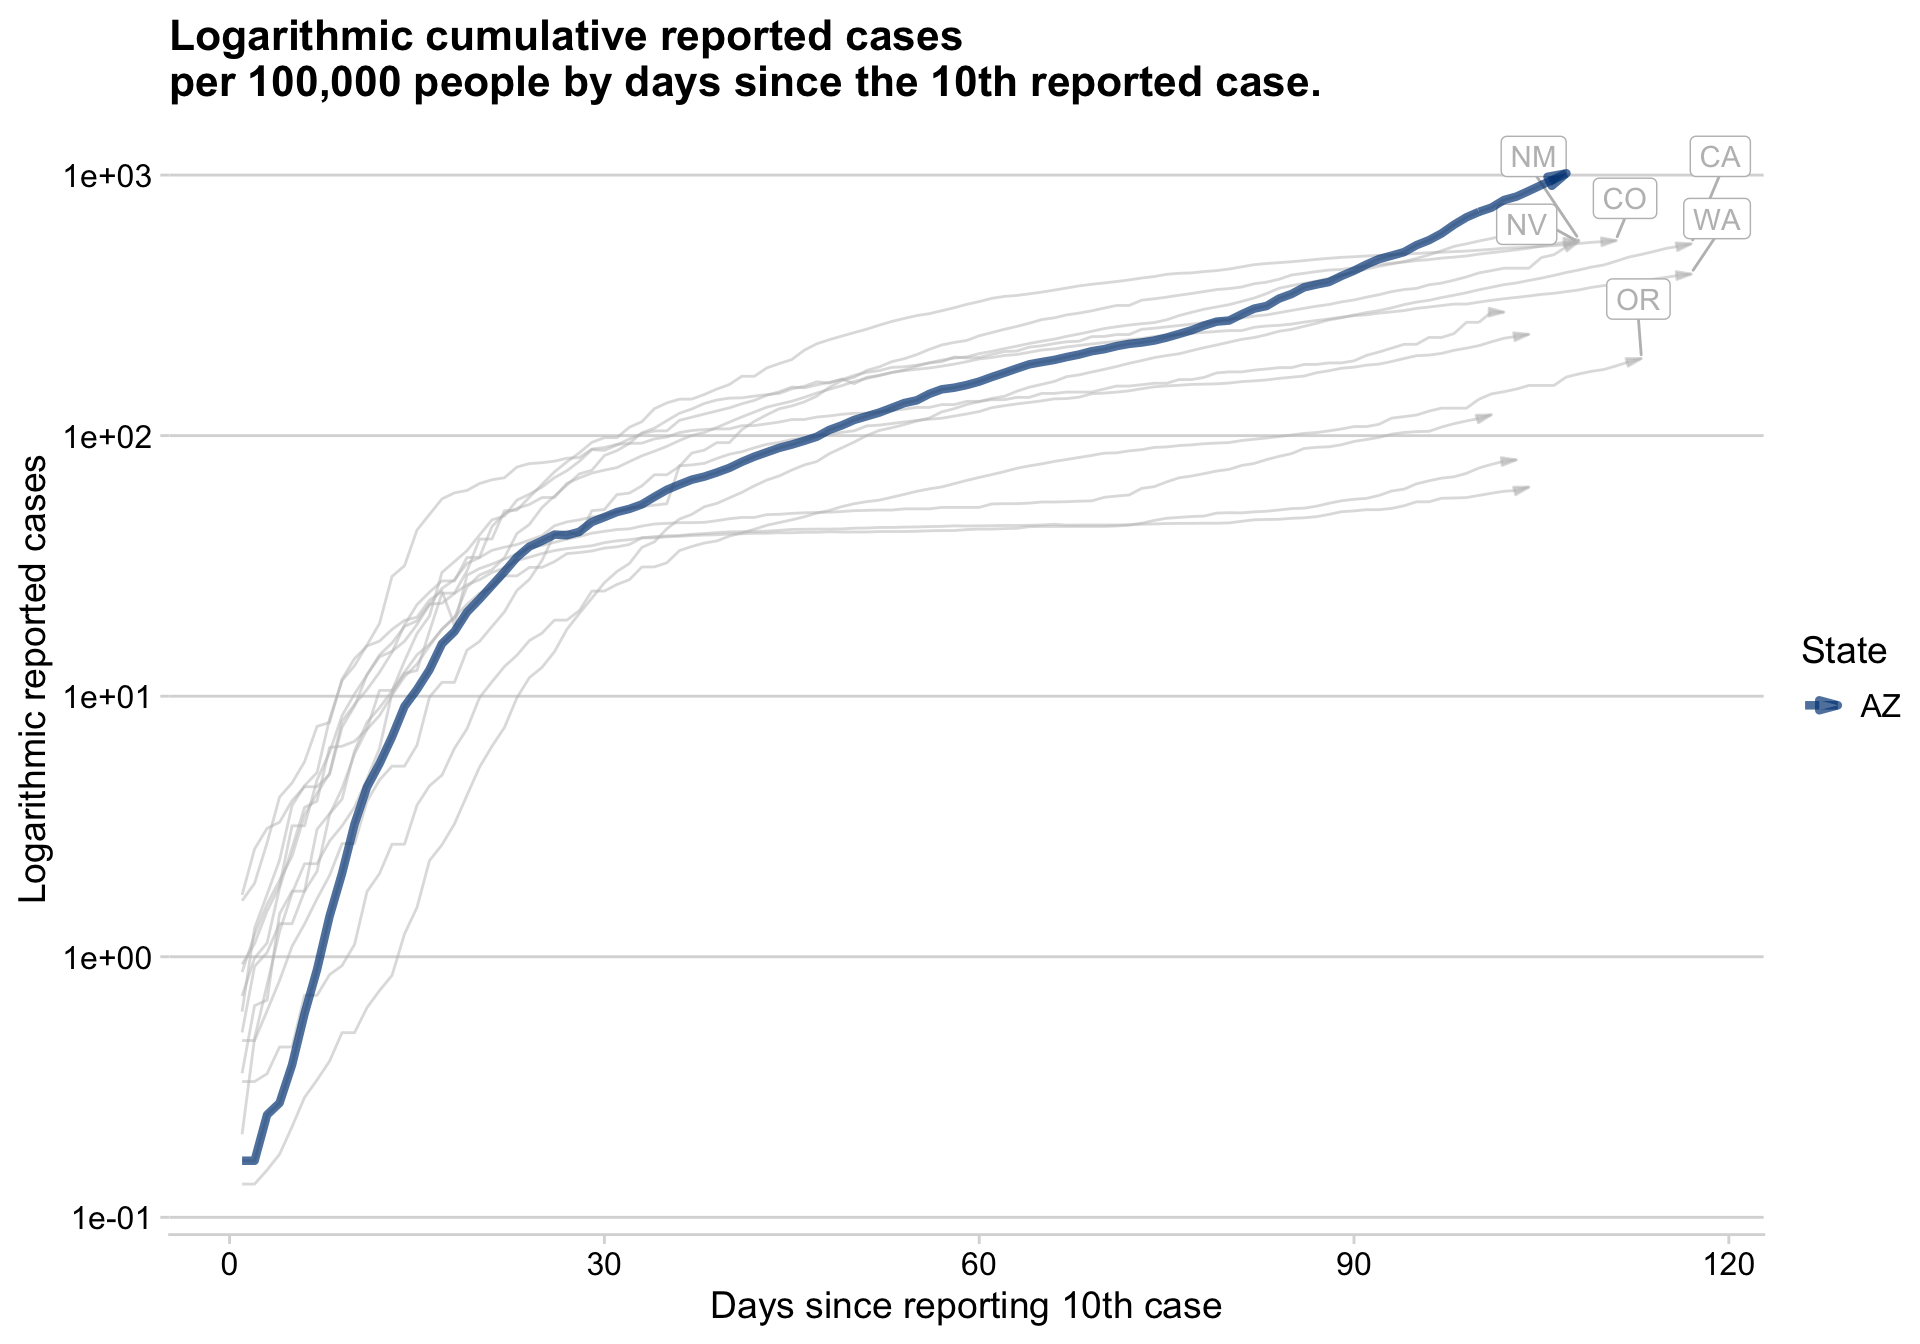 Logarithmic cumulative reported cases
per 100,000 people by days since the 10th reported case.
1e+03
1e+02
1e+01
1e+00
1e-01
Logarithmic reported cases
NM
CA
CO
NV
WA
OR
State
AZ
0
30
60
90
120
Days since reporting 10th case